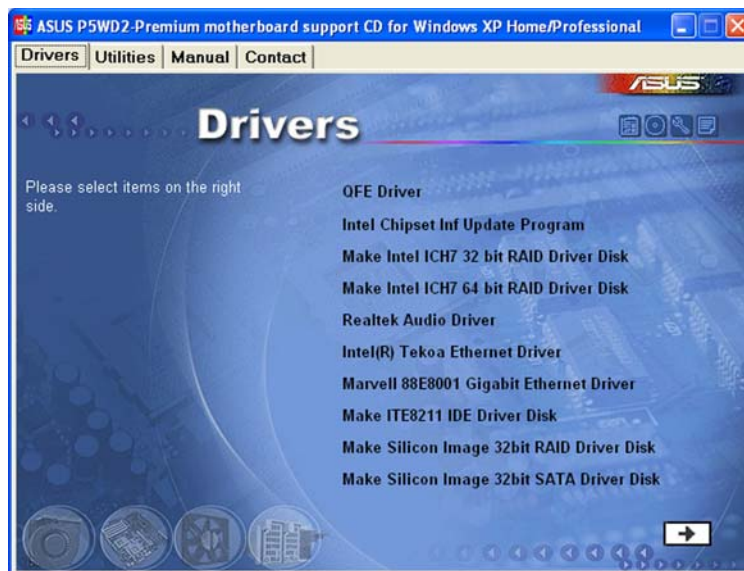 ASUS P5WD2-Premium motherboard support CD for Windows XP Home/Professional
Drivers Utilities Manual Contact
ASUS
Drivers
Please select items on the right
side.
QFE Driver
Intel Chipset Inf Update Program
Make Intel ICH7 32 bit RAID Driver Disk
Make Intel ICH7 64 bit RAID Driver Disk
Realtek Audio Driver
Intel(R) Tekoa Ethernet Driver
Marvell 88E8001 Gigabit Ethernet Driver
Make ITE8211 IDE Driver Disk
Make Silicon Image 32bit RAID Driver Disk
Make Silicon Image 32bit SATA Driver Disk